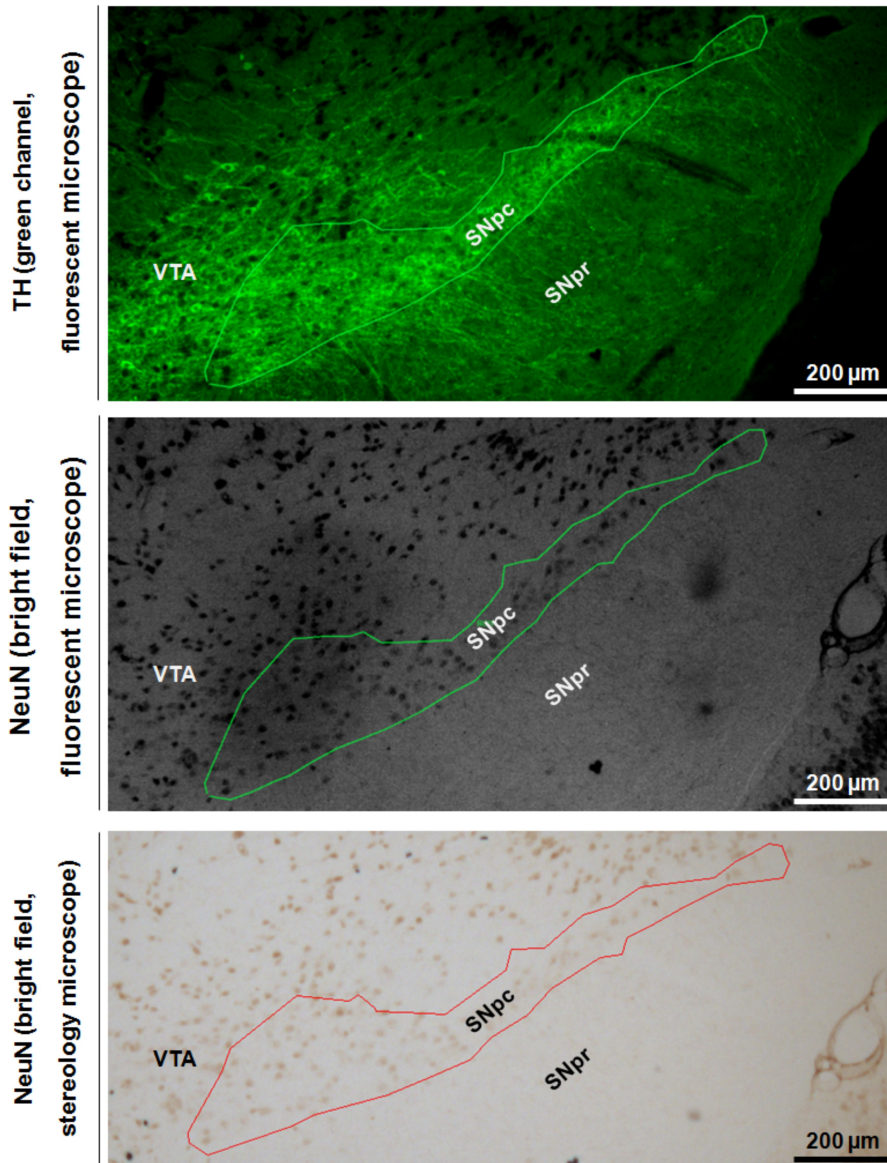 TH (green channel,
fluorescent microscope)
VTA
SNpc
SNpr
200 µm
NeuN (bright field,
fluorescent microscope)
VTA
SNpc
SNpr
200 µm
NeuN (bright field,
stereology microscope)
VTA
SNpc
SNpr
200 µm